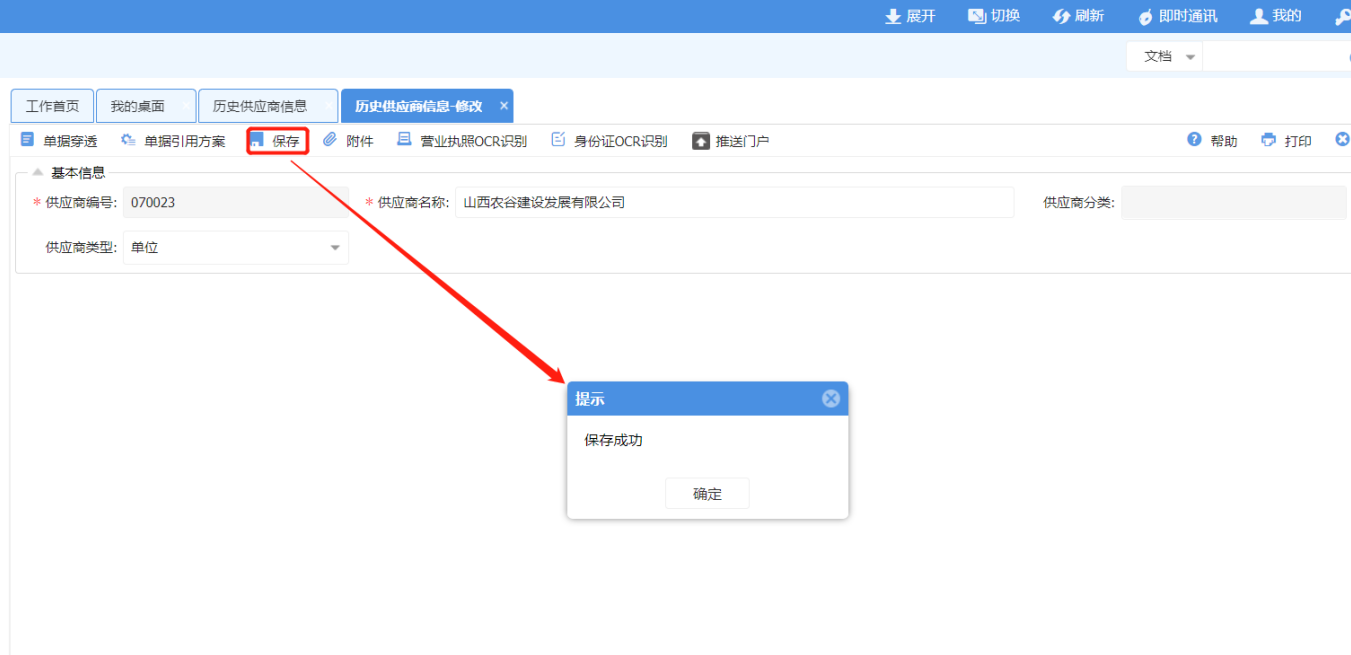 展开 切换 刷新 即时通讯 我的
文档
工作首页 我的桌面 历史供应商信息 历史供应商信息-修改
单据穿透 单据引用方案 保存 附件 营业执照OCR识别 身份证OCR识别 推送门户 帮助 打印
基本信息
* 供应商编号: 070023 * 供应商名称: 山西农谷建设发展有限公司 供应商分类:
供应商类型: 单位
提示
保存成功
确定